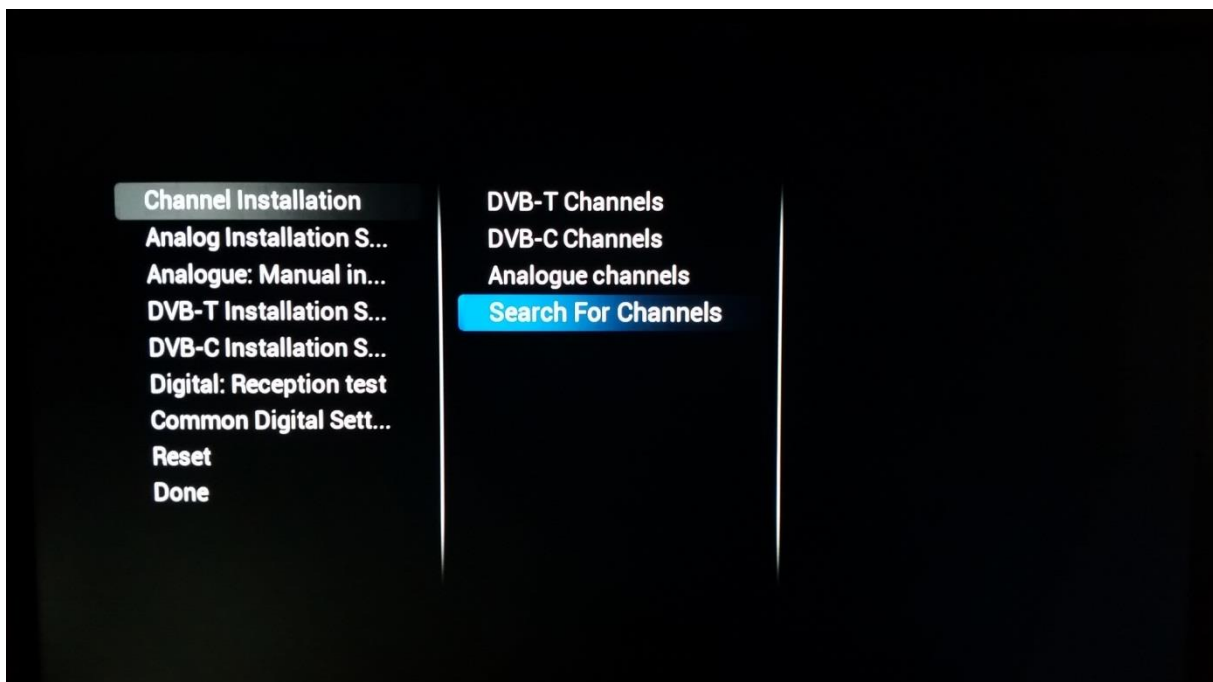 Channel Installation
Analog Installation S...
Analogue: Manual in...
DVB-T Installation S...
DVB-C Installation S...
Digital: Reception test
Common Digital Sett...
Reset
Done
DVB-T Channels
DVB-C Channels
Analogue channels
Search For Channels